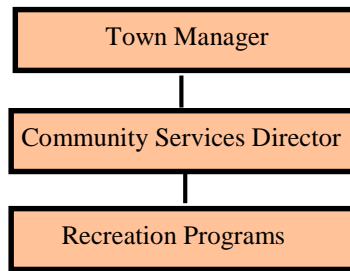 Town Manager
Community Services Director
Recreation Programs